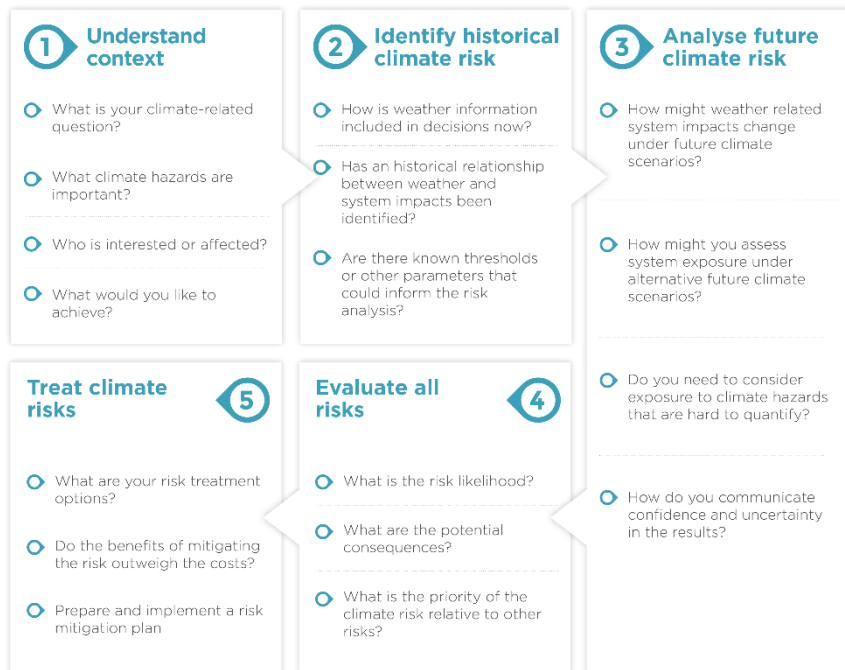 1
Understand
context
What is your climate-related
question?
What climate hazards are
important?
Who is interested or affected?
What would you like to
achieve?
2
Identify historical
climate risk
How is weather information
included in decisions now?
Has an historical relationship
between weather and
system impacts been
identified?
Are there known thresholds
or other parameters that
could inform the risk
analysis?
3
Analyse future
climate risk
How might weather related
system impacts change
under future climate
scenarios?
How might you assess
system exposure under
alternative future climate
scenarios?
Do you need to consider
exposure to climate hazards
that are hard to quantify?
How do you communicate
confidence and uncertainty
in the results?
Evaluate all
risks
4
What is the risk likelihood?
What are the potential
consequences?
What is the priority of the
climate risk relative to other
risks?
Treat climate
risks
5
What are your risk treatment
options?
Do the benefits of mitigating
the risk outweigh the costs?
Prepare and implement a risk
mitigation plan